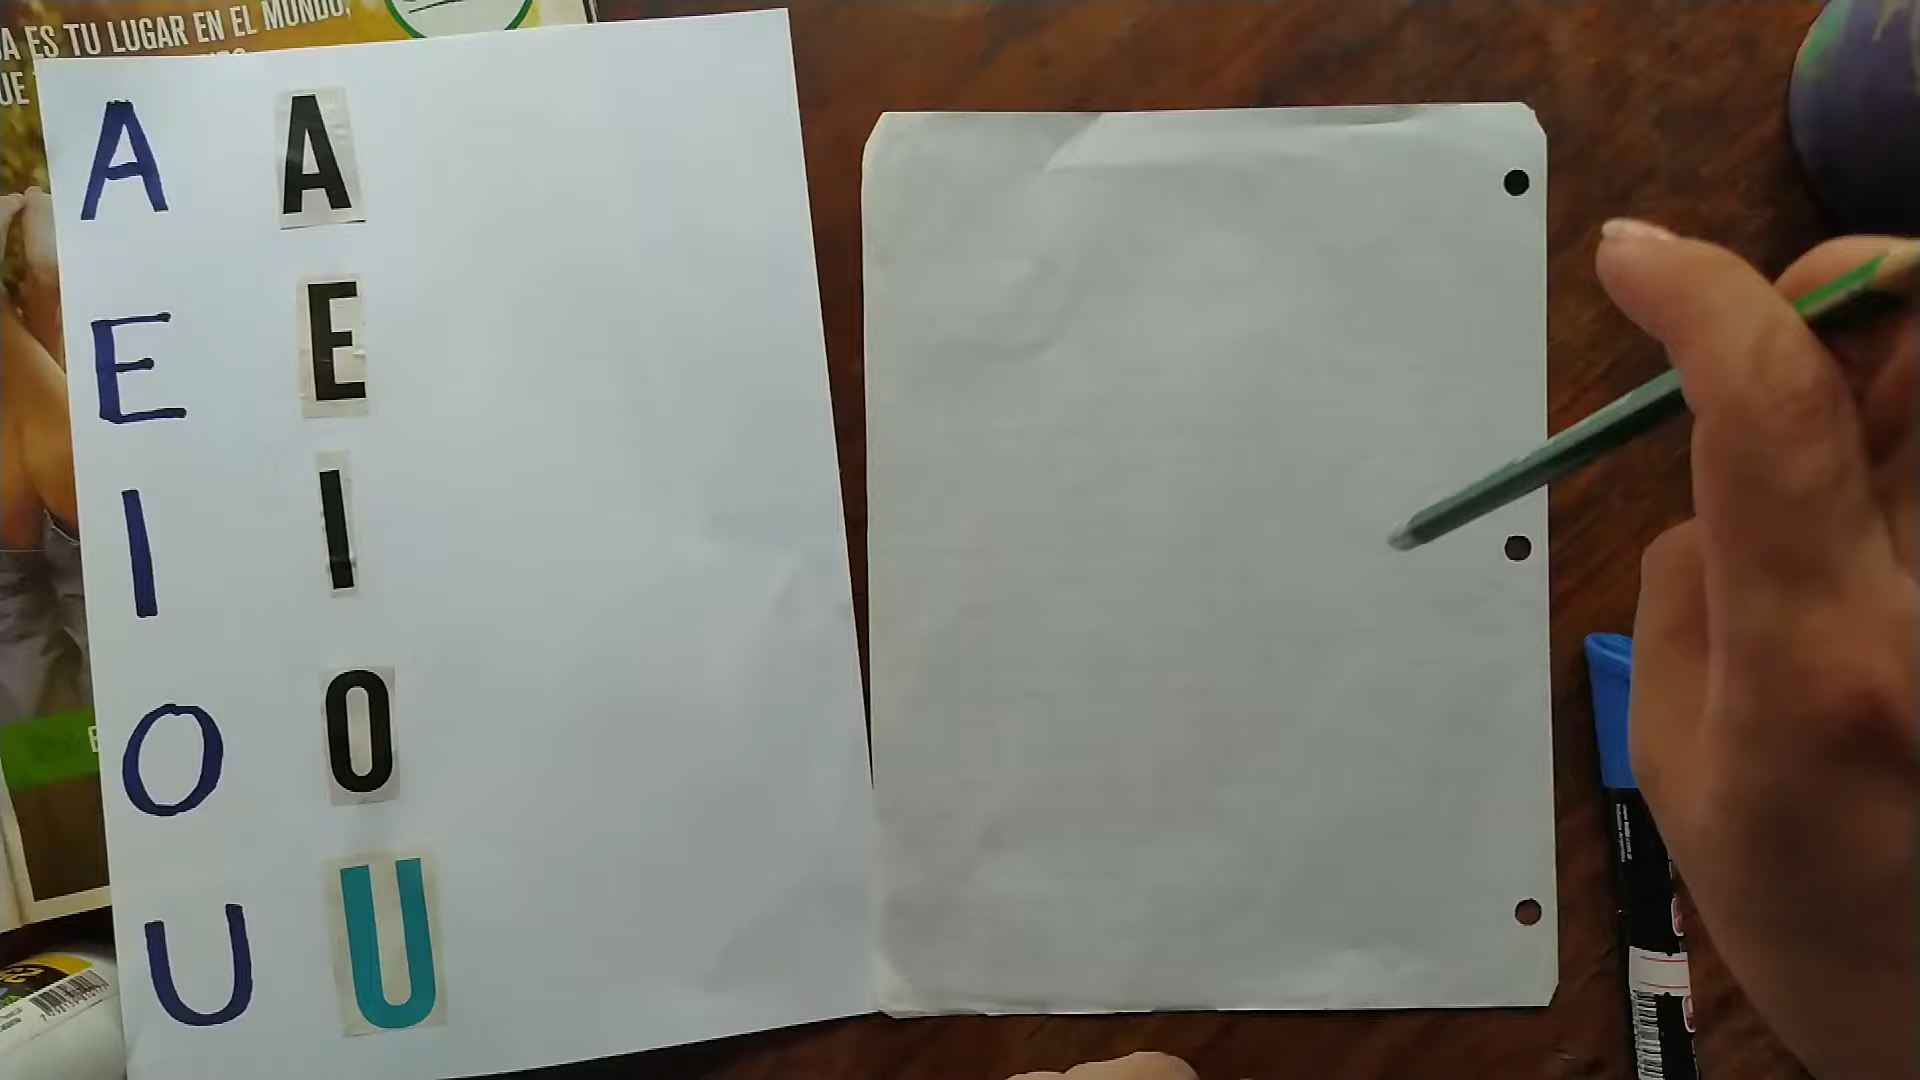 ES TU LUGAR EN EL MUNDO,
UE
A A
E E
I I
O O
U U